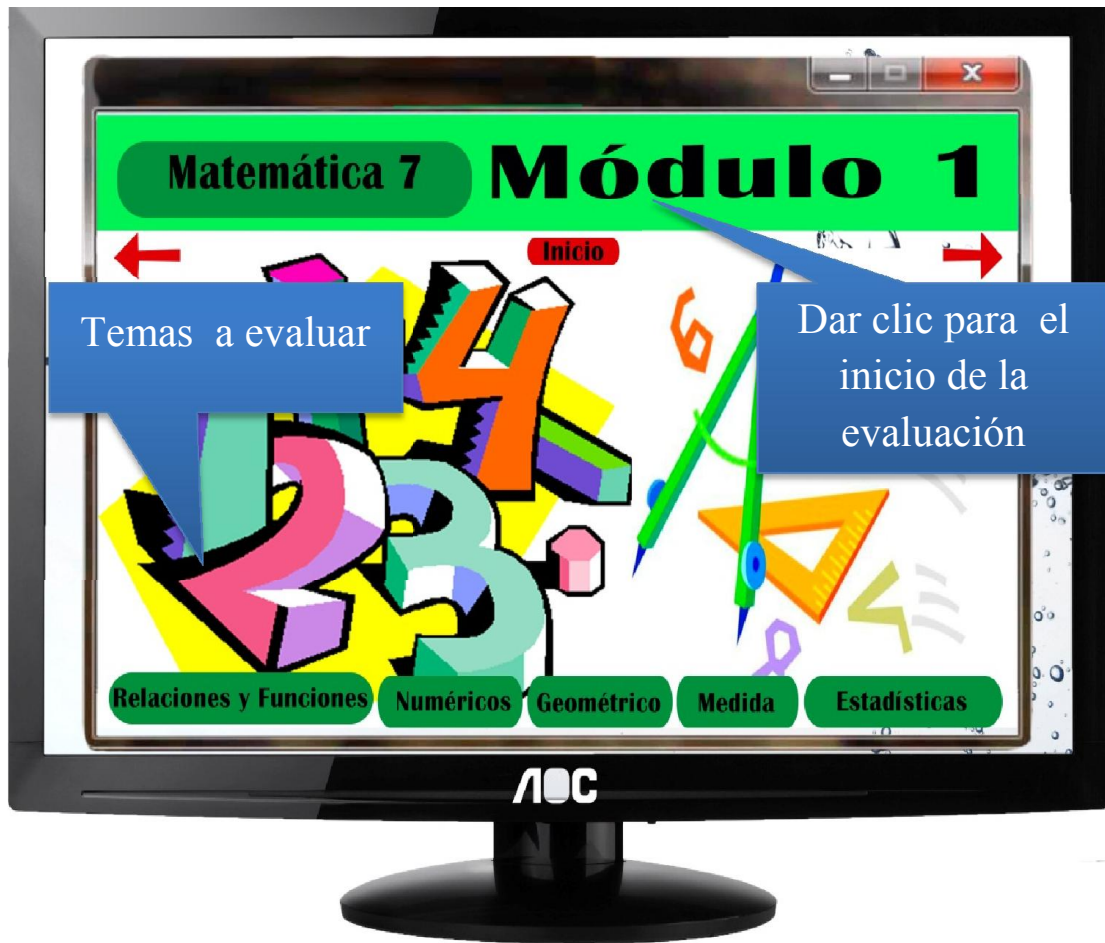 Matemática 7
Módulo 1
Inicio
Temas a evaluar
Dar clic para el
inicio de la
evaluación
Relaciones y Funciones
Numéricos
Geométrico
Medida
Estadísticas
AOC